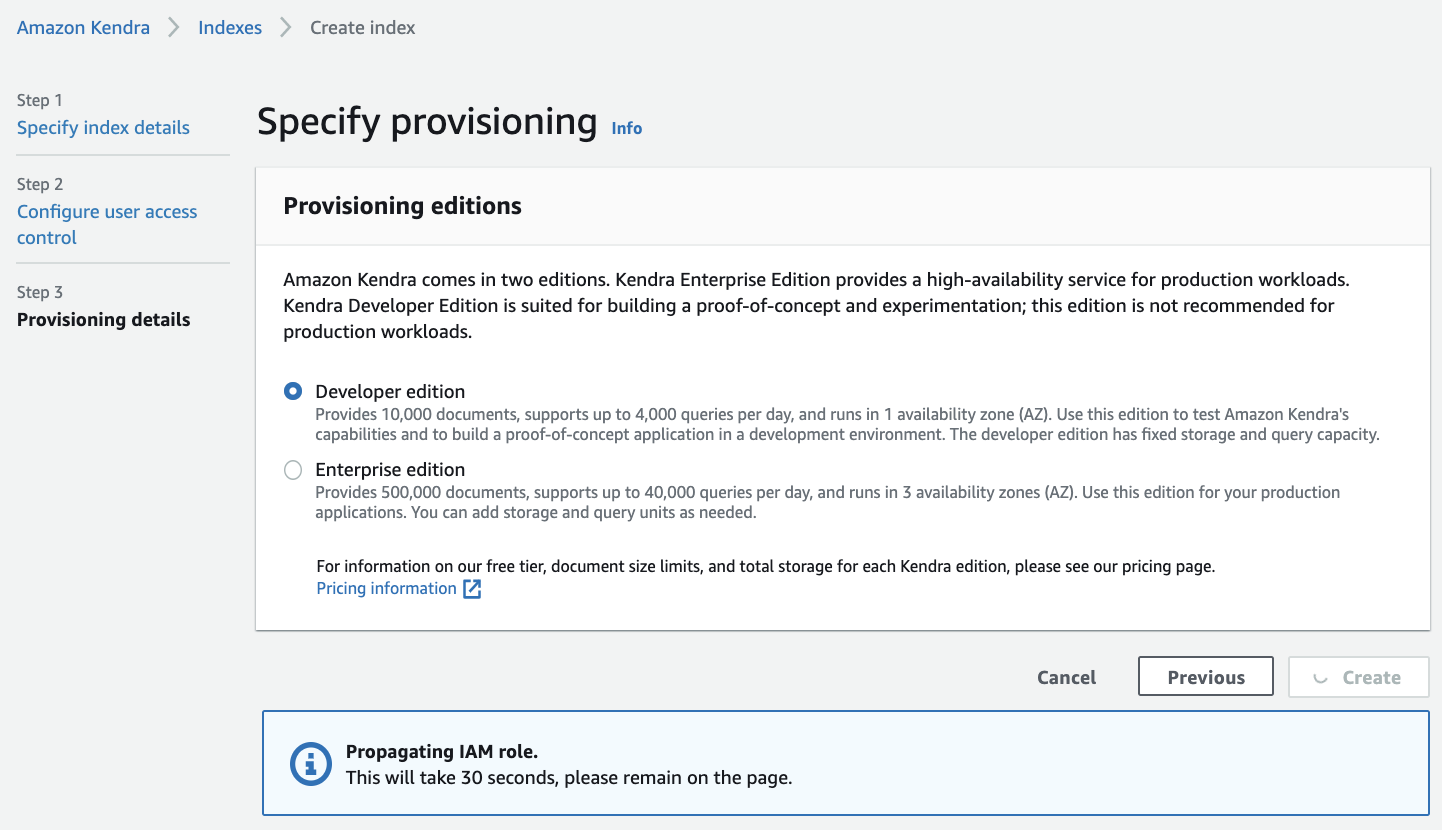 Amazon Kendra
Indexes
Create index
Step 1
Specify index details
Step 2
Configure user access
control
Step 3
Provisioning details
Specify provisioning Info
Provisioning editions
Amazon Kendra comes in two editions. Kendra Enterprise Edition provides a high-availability service for production workloads.
Kendra Developer Edition is suited for building a proof-of-concept and experimentation; this edition is not recommended for
production workloads.
Developer edition
Provides 10,000 documents, supports up to 4,000 queries per day, and runs in 1 availability zone (AZ). Use this edition to test Amazon Kendra's
capabilities and to build a proof-of-concept application in a development environment. The developer edition has fixed storage and query capacity.
Enterprise edition
Provides 500,000 documents, supports up to 40,000 queries per day, and runs in 3 availability zones (AZ). Use this edition for your production
applications. You can add storage and query units as needed.
For information on our free tier, document size limits, and total storage for each Kendra edition, please see our pricing page.
Pricing information
Cancel
Previous
Create
Propagating IAM role.
This will take 30 seconds, please remain on the page.